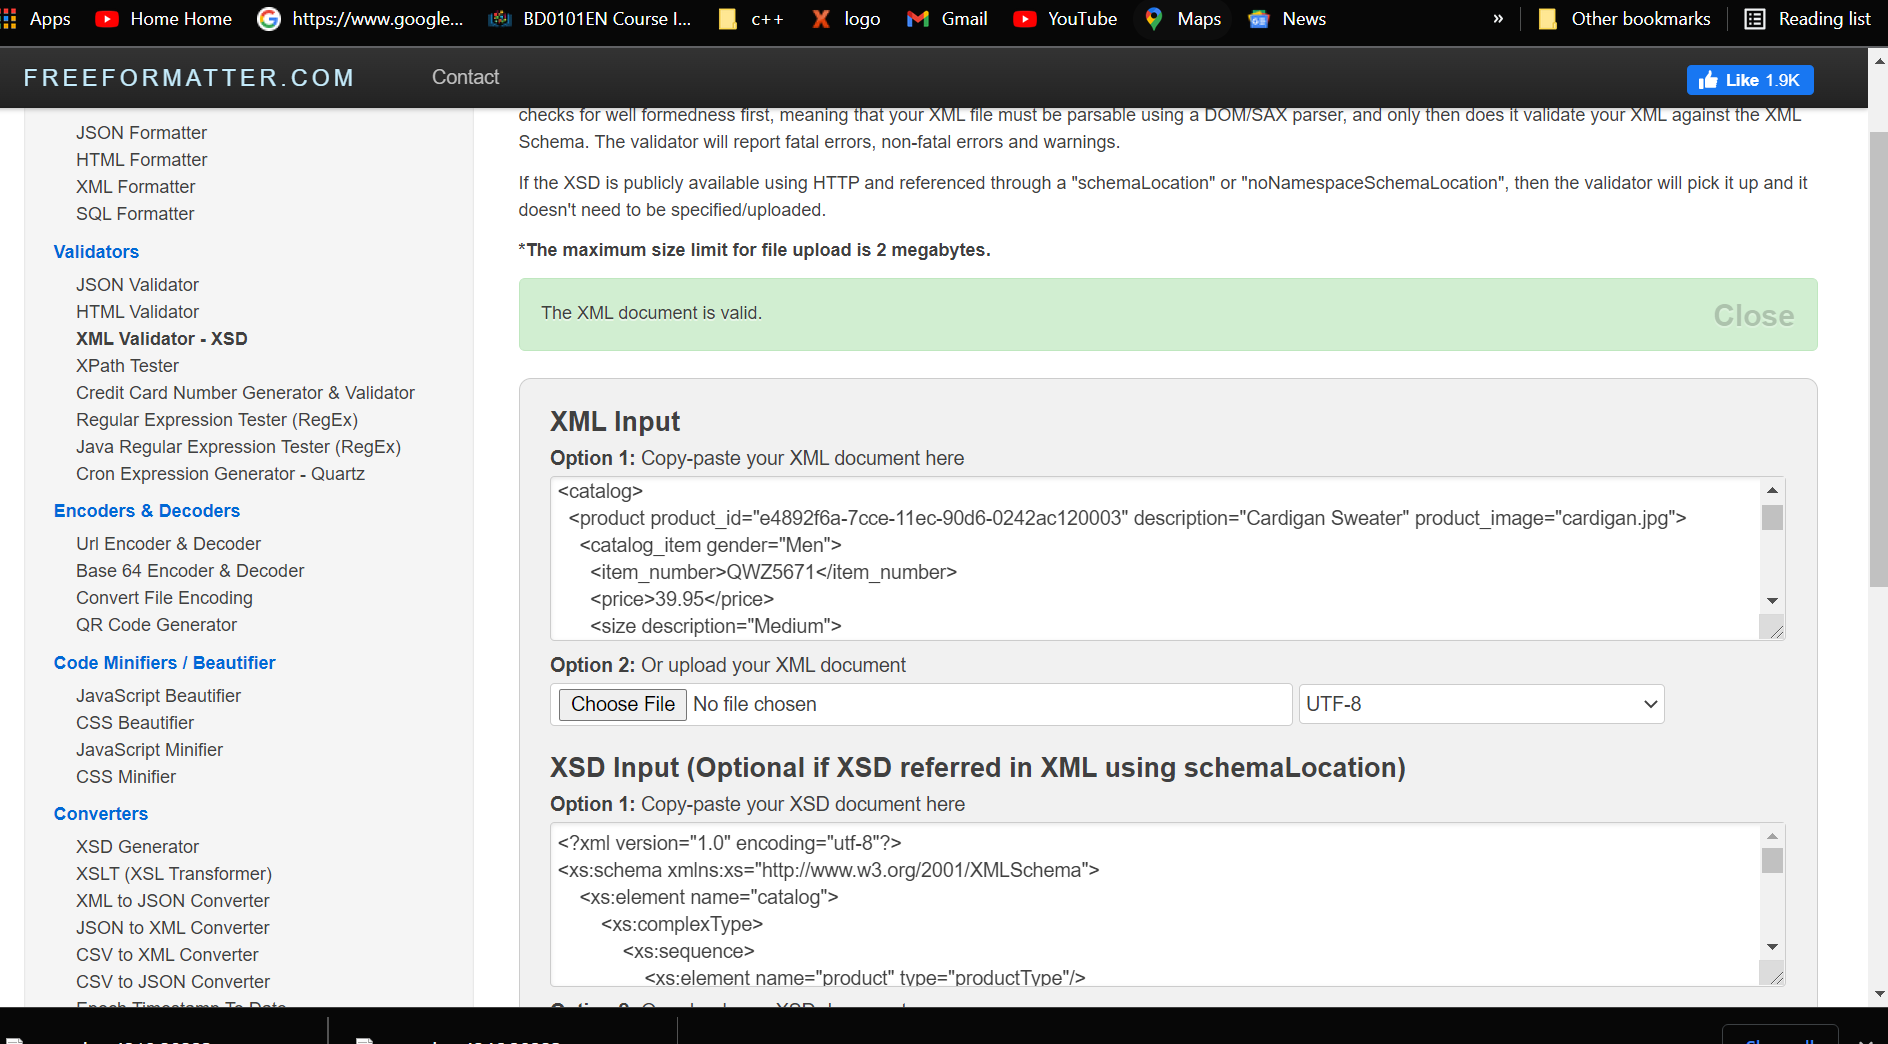 Apps Home Home https://www.google... BD0101EN Course I... c++ logo Gmail YouTube Maps News » Other bookmarks Reading list
FREEFORMATTER.COM Contact Like 1.9K
JSON Formatter
HTML Formatter
XML Formatter
SQL Formatter
Validators
JSON Validator
HTML Validator
XML Validator - XSD
XPath Tester
Credit Card Number Generator & Validator
Regular Expression Tester (RegEx)
Java Regular Expression Tester (RegEx)
Cron Expression Generator - Quartz
Encoders & Decoders
Url Encoder & Decoder
Base 64 Encoder & Decoder
Convert File Encoding
QR Code Generator
Code Minifiers / Beautifier
JavaScript Beautifier
CSS Beautifier
JavaScript Minifier
CSS Minifier
Converters
XSD Generator
XSLT (XSL Transformer)
XML to JSON Converter
JSON to XML Converter
CSV to XML Converter
CSV to JSON Converter
Epoch Timestamp To Date
checks for well formedness first, meaning that your XML file must be parsable using a DOM/SAX parser, and only then does it validate your XML against the XML
Schema. The validator will report fatal errors, non-fatal errors and warnings.
If the XSD is publicly available using HTTP and referenced through a "schemaLocation" or "noNamespaceSchemaLocation", then the validator will pick it up and it
doesn't need to be specified/uploaded.
*The maximum size limit for file upload is 2 megabytes.
The XML document is valid. Close
XML Input
Option 1: Copy-paste your XML document here
<catalog>
<product product_id="e4892f6a-7cce-11ec-90d6-0242ac120003" description="Cardigan Sweater" product_image="cardigan.jpg">
<catalog_item gender="Men">
<item_number>QWZ5671</item_number>
<price>39.95</price>
<size description="Medium">
Option 2: Or upload your XML document
Choose File No file chosen UTF-8
XSD Input (Optional if XSD referred in XML using schemaLocation)
Option 1: Copy-paste your XSD document here
<?xml version="1.0" encoding="utf-8"?>
<xs:schema xmlns:xs="http://www.w3.org/2001/XMLSchema">
<xs:element name="catalog">
<xs:complexType>
<xs:sequence>
<xs:element name="product" type="productType"/>